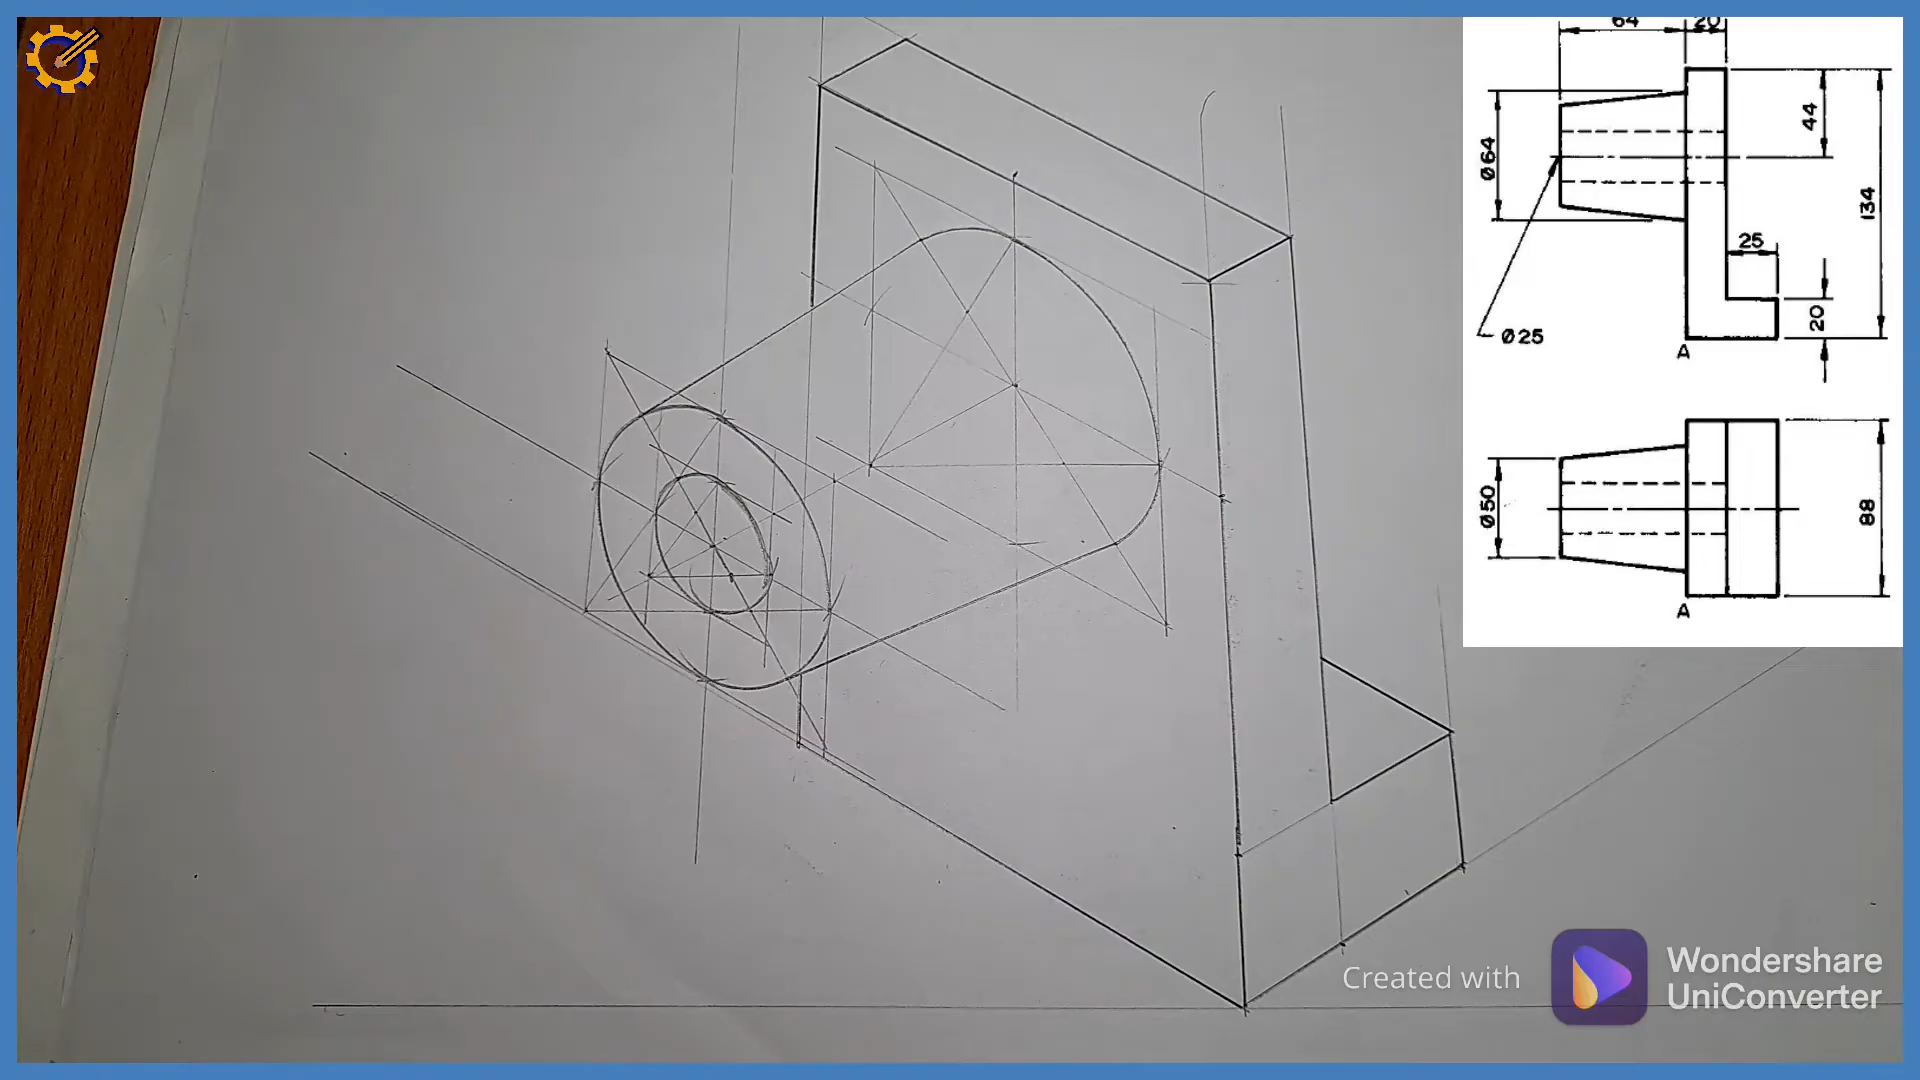 64 20
44
Ø64
134
25
20
Ø25
A
Ø50
88
A
Created with
Wondershare
UniConverter